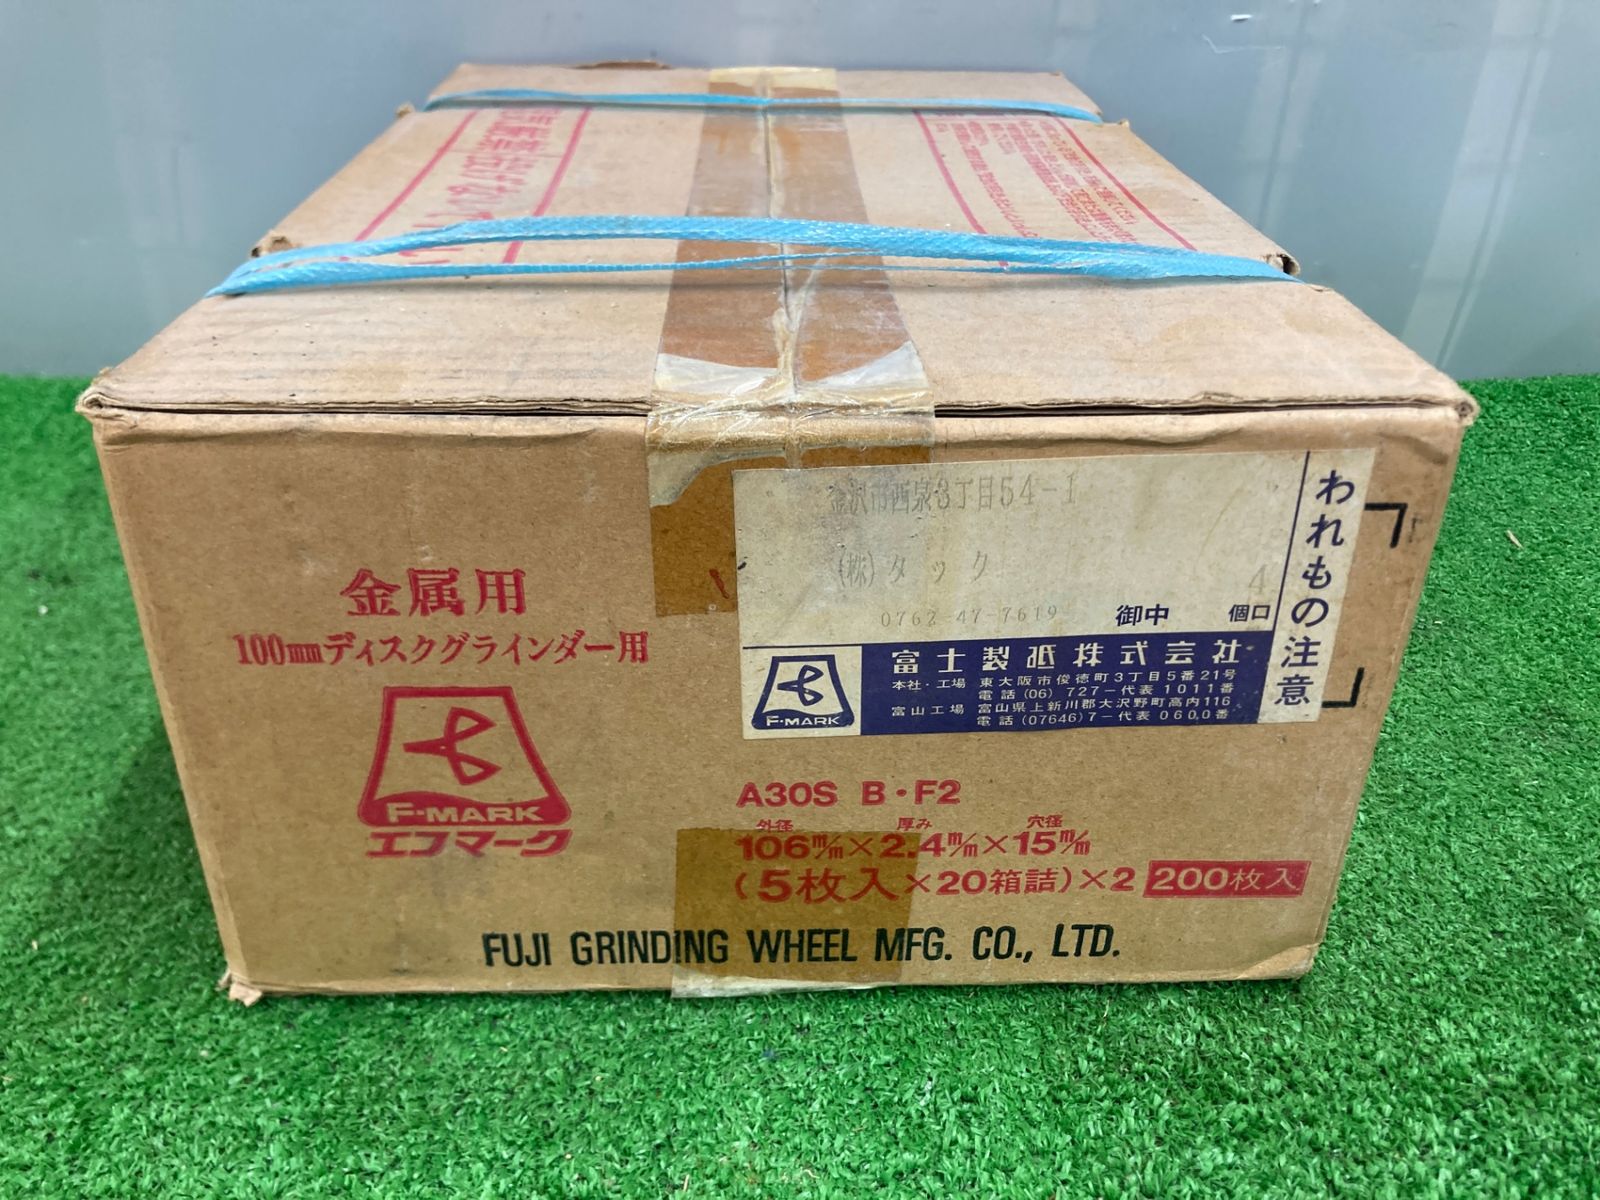 金沢市西泉3丁目54-1
(株)タック
0762-47-7619
御中
4個口
われもの注意
F-MARK
富士製砥株式会社
本社・工場 東大阪市俊徳町3丁目5番21号
電話(06) 727-代表1011番
富山工場 富山県上新川郡大沢野町高内116
電話(07646)7-代表0600番
金属用
100mmディスクグラインダー用
F-MARK
エフマーク
A30S B・F2
外径 厚み 穴径
106m/m×2.4m/m×15m/m
(5枚入×20箱詰)×2 200枚入
FUJI GRINDING WHEEL MFG. CO., LTD.